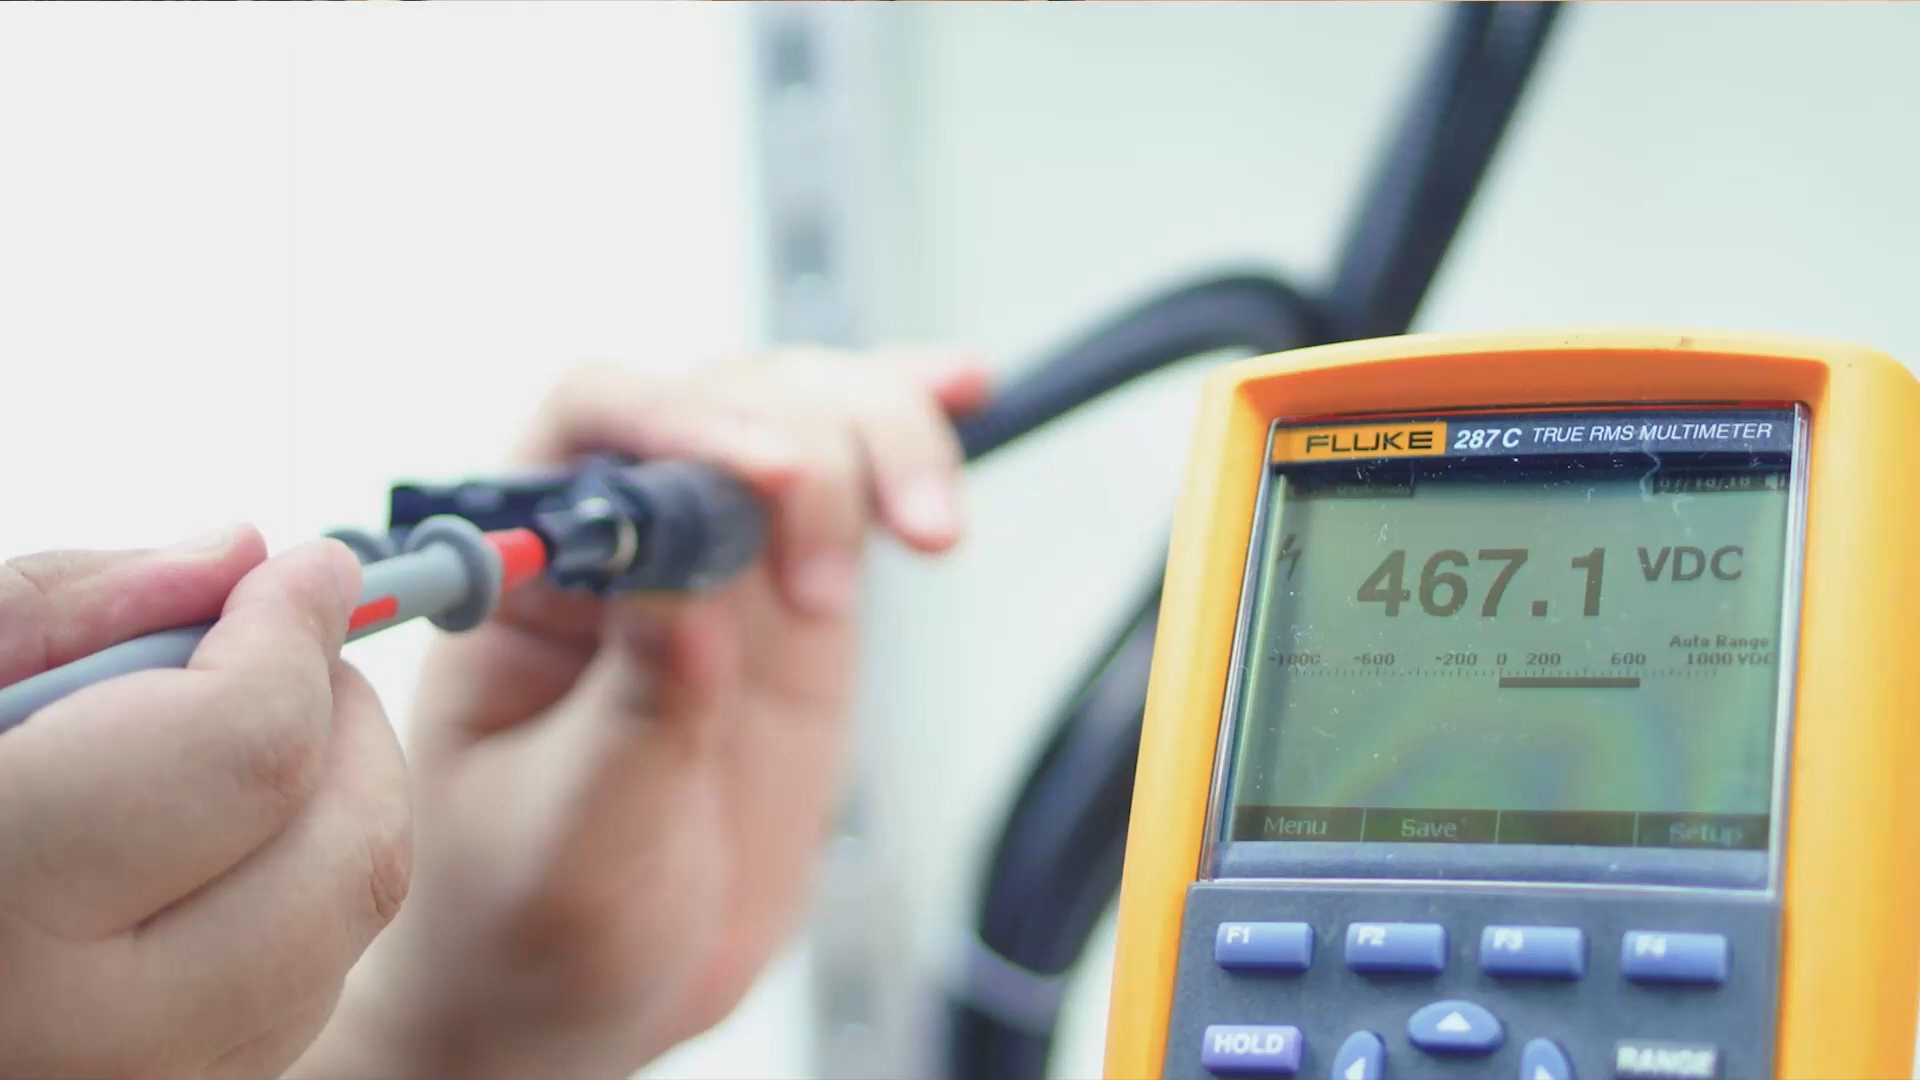 FLUKE 287C TRUE RMS MULTIMETER
467.1 VDC
Auto Range
-1000 -600 -200 0 200 600 1000 VDC
Menu Save Setup
F1 F2 F3 F4
HOLD RANGE